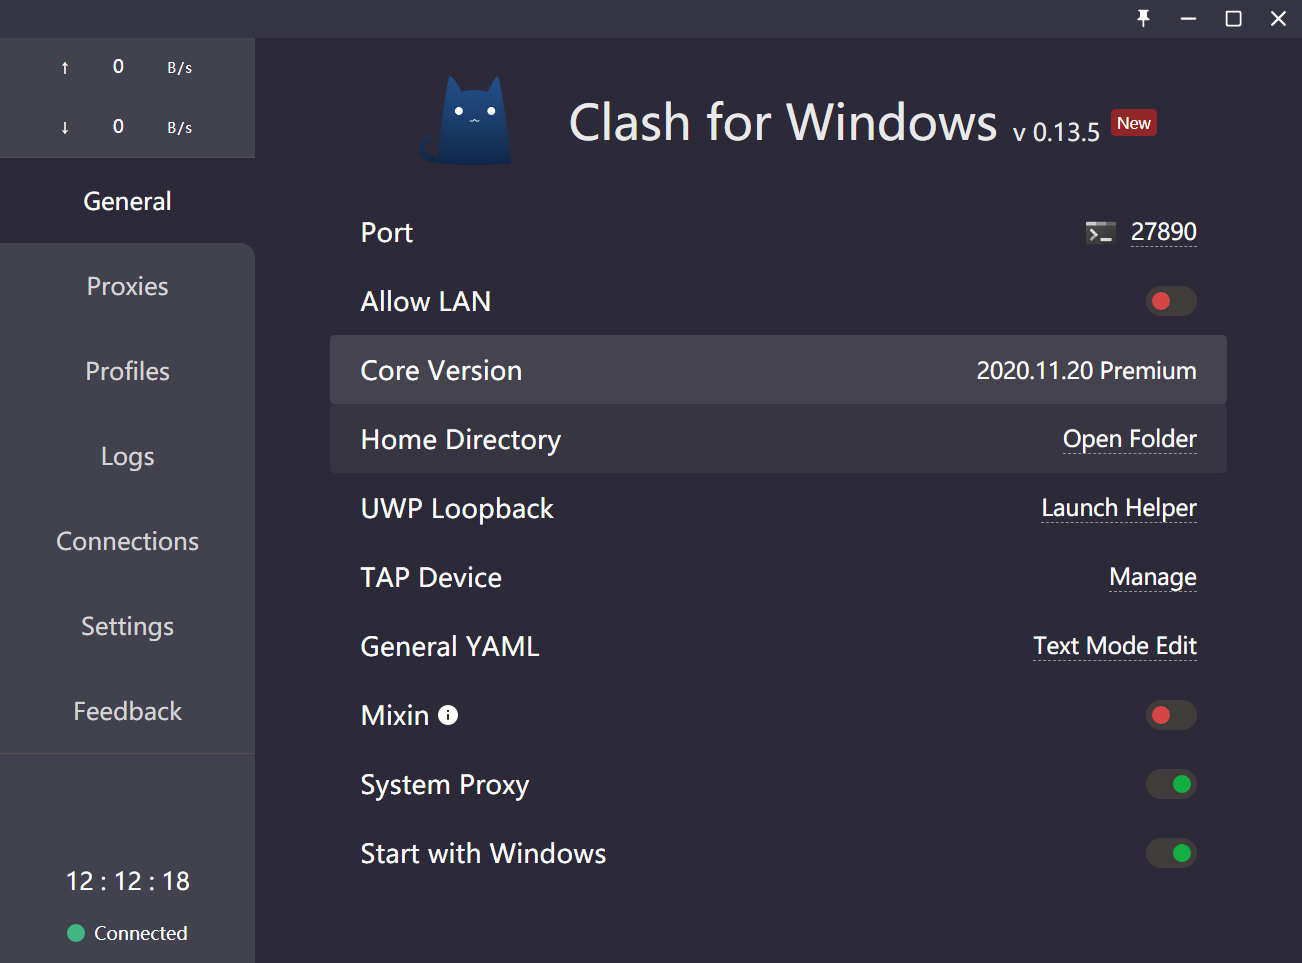 ↑ 0 B/s
↓ 0 B/s
General
Proxies
Profiles
Logs
Connections
Settings
Feedback
12 : 12 : 18
Connected
Clash for Windows v 0.13.5 New
Port 27890
Allow LAN
Core Version 2020.11.20 Premium
Home Directory Open Folder
UWP Loopback Launch Helper
TAP Device Manage
General YAML Text Mode Edit
Mixin
System Proxy
Start with Windows